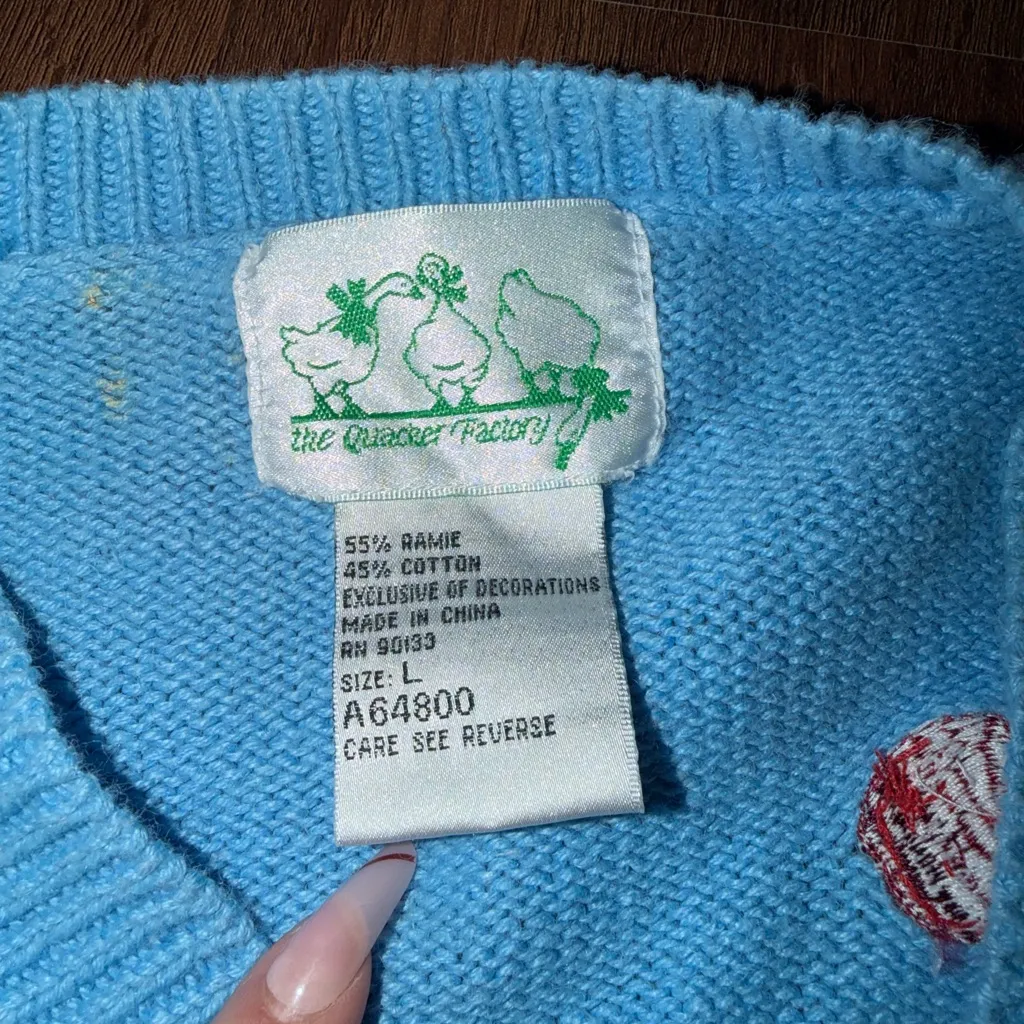 the Quacker Factory
55% RAMIE
45% COTTON
EXCLUSIVE OF DECORATIONS
MADE IN CHINA
RN 90133
SIZE: L
A64800
CARE SEE REVERSE